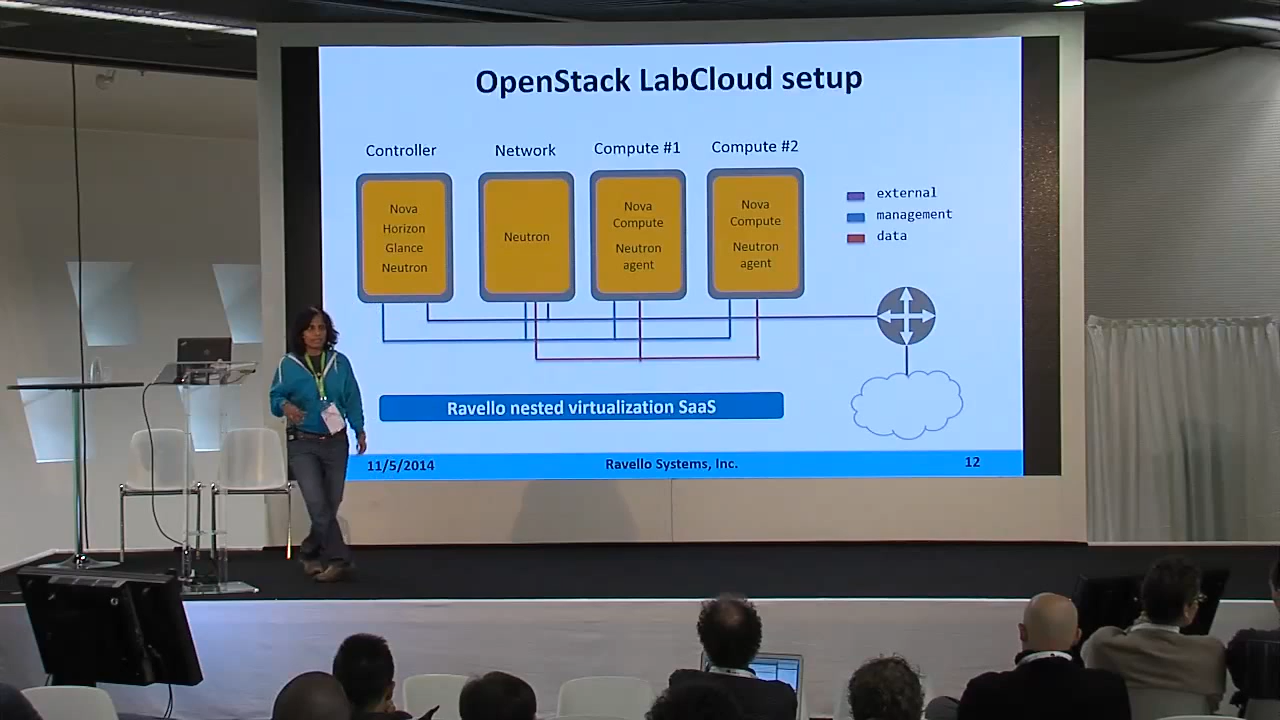 OpenStack LabCloud setup
Controller
Network
Compute #1
Compute #2
Nova
Horizon
Glance
Neutron
Neutron
Nova
Compute
Neutron
agent
Nova
Compute
Neutron
agent
external
management
data
Ravello nested virtualization SaaS
11/5/2014
Ravello Systems, Inc.
12